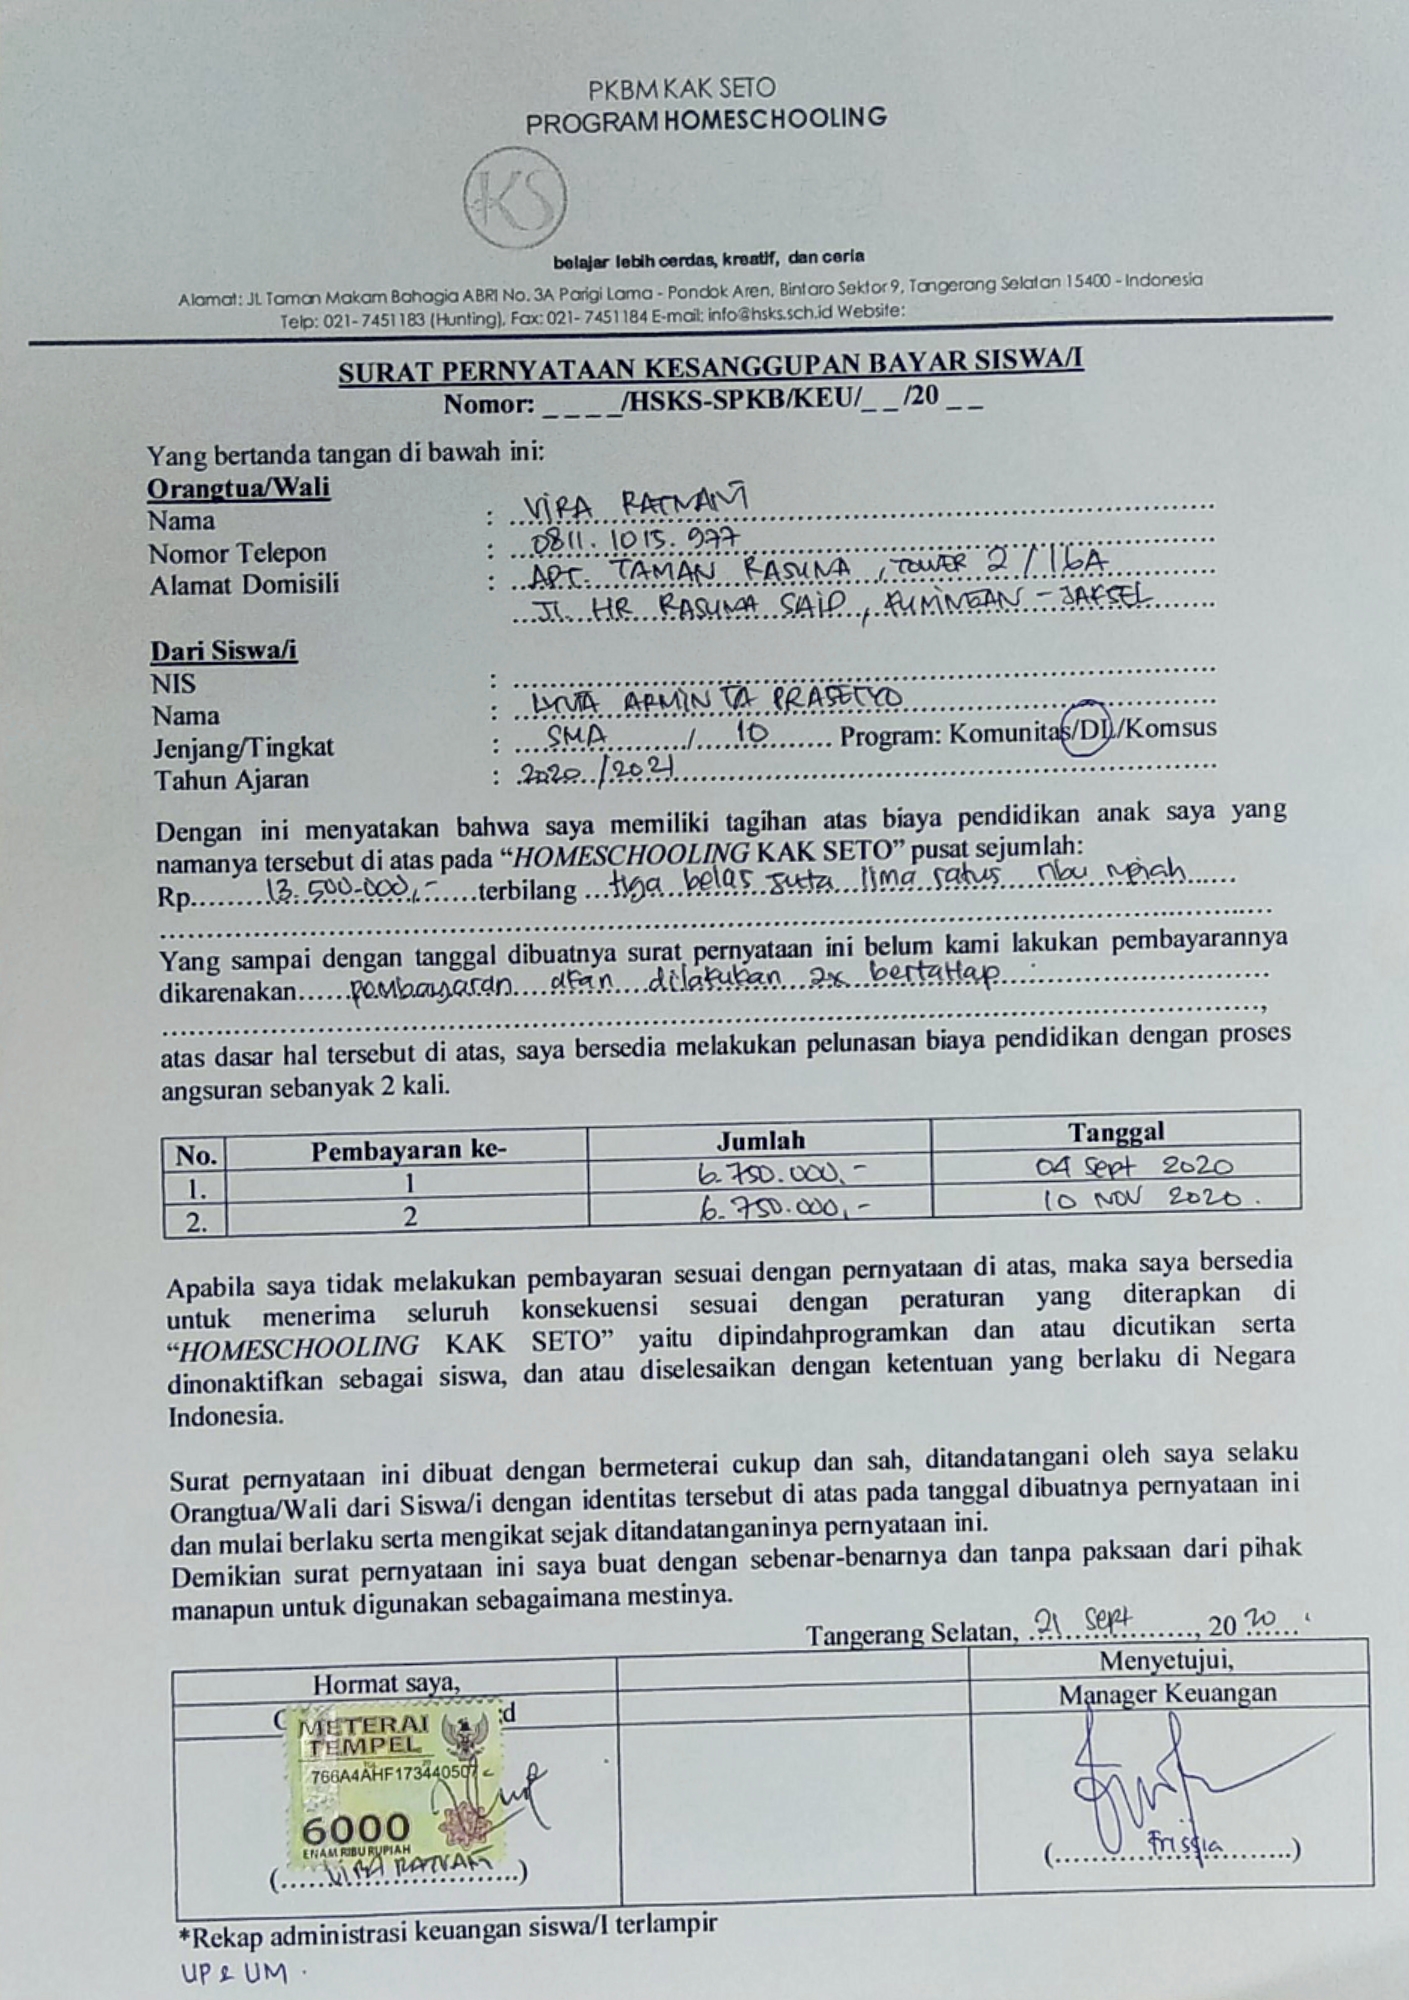 PKBM KAK SETO
PROGRAM HOMESCHOOLING
KS
belajar lebih cerdas, kreatif, dan ceria
Alamat: Jl. Taman Makam Bahagia ABRI No. 3A Parigi Lama - Pondok Aren, Bintaro Sektor 9, Tangerang Selatan 15400 - Indonesia
Telp: 021- 7451183 (Hunting), Fax: 021- 7451184 E-mail: info@hsks.sch.id Website:
SURAT PERNYATAAN KESANGGUPAN BAYAR SISWA/I
Nomor: _ _ _ _/HSKS-SPKB/KEU/_ _ /20 _ _
Yang bertanda tangan di bawah ini:
Orangtua/Wali
Nama : VIRA RATNANI
Nomor Telepon : 0811. 1015. 977
Alamat Domisili : APT. TAMAN RASUNA, TOWER 2 / 16A
Jl. HR RASUNA SAID, KUNINGAN - JAKSEL
Dari Siswa/i
NIS :
Nama : ARMINTA PRASETYO
Jenjang/Tingkat : SMA / 10 Program: Komunitas/DL/Komsus
Tahun Ajaran : 2020 / 2021
Dengan ini menyatakan bahwa saya memiliki tagihan atas biaya pendidikan anak saya yang
namanya tersebut di atas pada “HOMESCHOOLING KAK SETO” pusat sejumlah:
Rp. 13.500.000,- terbilang tiga belas juta lima ratus ribu rupiah
Yang sampai dengan tanggal dibuatnya surat pernyataan ini belum kami lakukan pembayarannya
dikarenakan pembayaran akan dilakukan 2x bertahap
atas dasar hal tersebut di atas, saya bersedia melakukan pelunasan biaya pendidikan dengan proses
angsuran sebanyak 2 kali.
No. Pembayaran ke- Jumlah Tanggal
1. 1 6.750.000,- 04 Sept 2020
2. 2 6.750.000,- 10 NOV 2020.
Apabila saya tidak melakukan pembayaran sesuai dengan pernyataan di atas, maka saya bersedia
untuk menerima seluruh konsekuensi sesuai dengan peraturan yang diterapkan di
“HOMESCHOOLING KAK SETO” yaitu dipindahprogramkan dan atau dicutikan serta
dinonaktifkan sebagai siswa, dan atau diselesaikan dengan ketentuan yang berlaku di Negara
Indonesia.
Surat pernyataan ini dibuat dengan bermeterai cukup dan sah, ditandatangani oleh saya selaku
Orangtua/Wali dari Siswa/i dengan identitas tersebut di atas pada tanggal dibuatnya pernyataan ini
dan mulai berlaku serta mengikat sejak ditandatanganinya pernyataan ini.
Demikian surat pernyataan ini saya buat dengan sebenar-benarnya dan tanpa paksaan dari pihak
manapun untuk digunakan sebagaimana mestinya.
Tangerang Selatan, 21 Sept, 2020
Hormat saya, Menyetujui,
Manager Keuangan
METERAI
TEMPEL
766A4AHF173440507
6000
ENAM RIBU RUPIAH
(VIRA RATNANI) (Frissia)
*Rekap administrasi keuangan siswa/I terlampir
UP & UM.